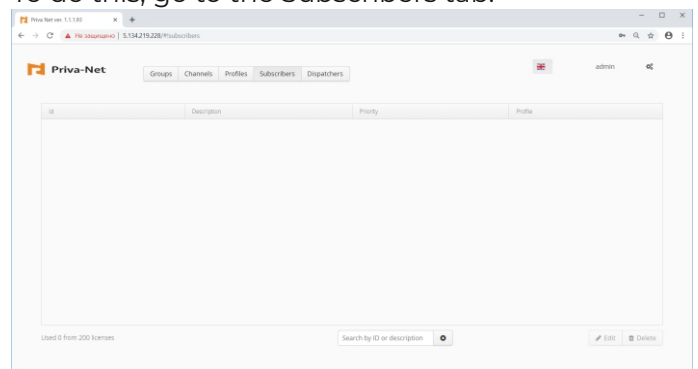 To do this, go to the Subscribers tab.
Priva Net ver. 1.1.1.80
Не защищено | 5.134.219.228/#!subscribers
Priva-Net
Groups Channels Profiles Subscribers Dispatchers
admin
Id Description Priority Profile
Used 0 from 200 licenses
Search by ID or description
Edit Delete